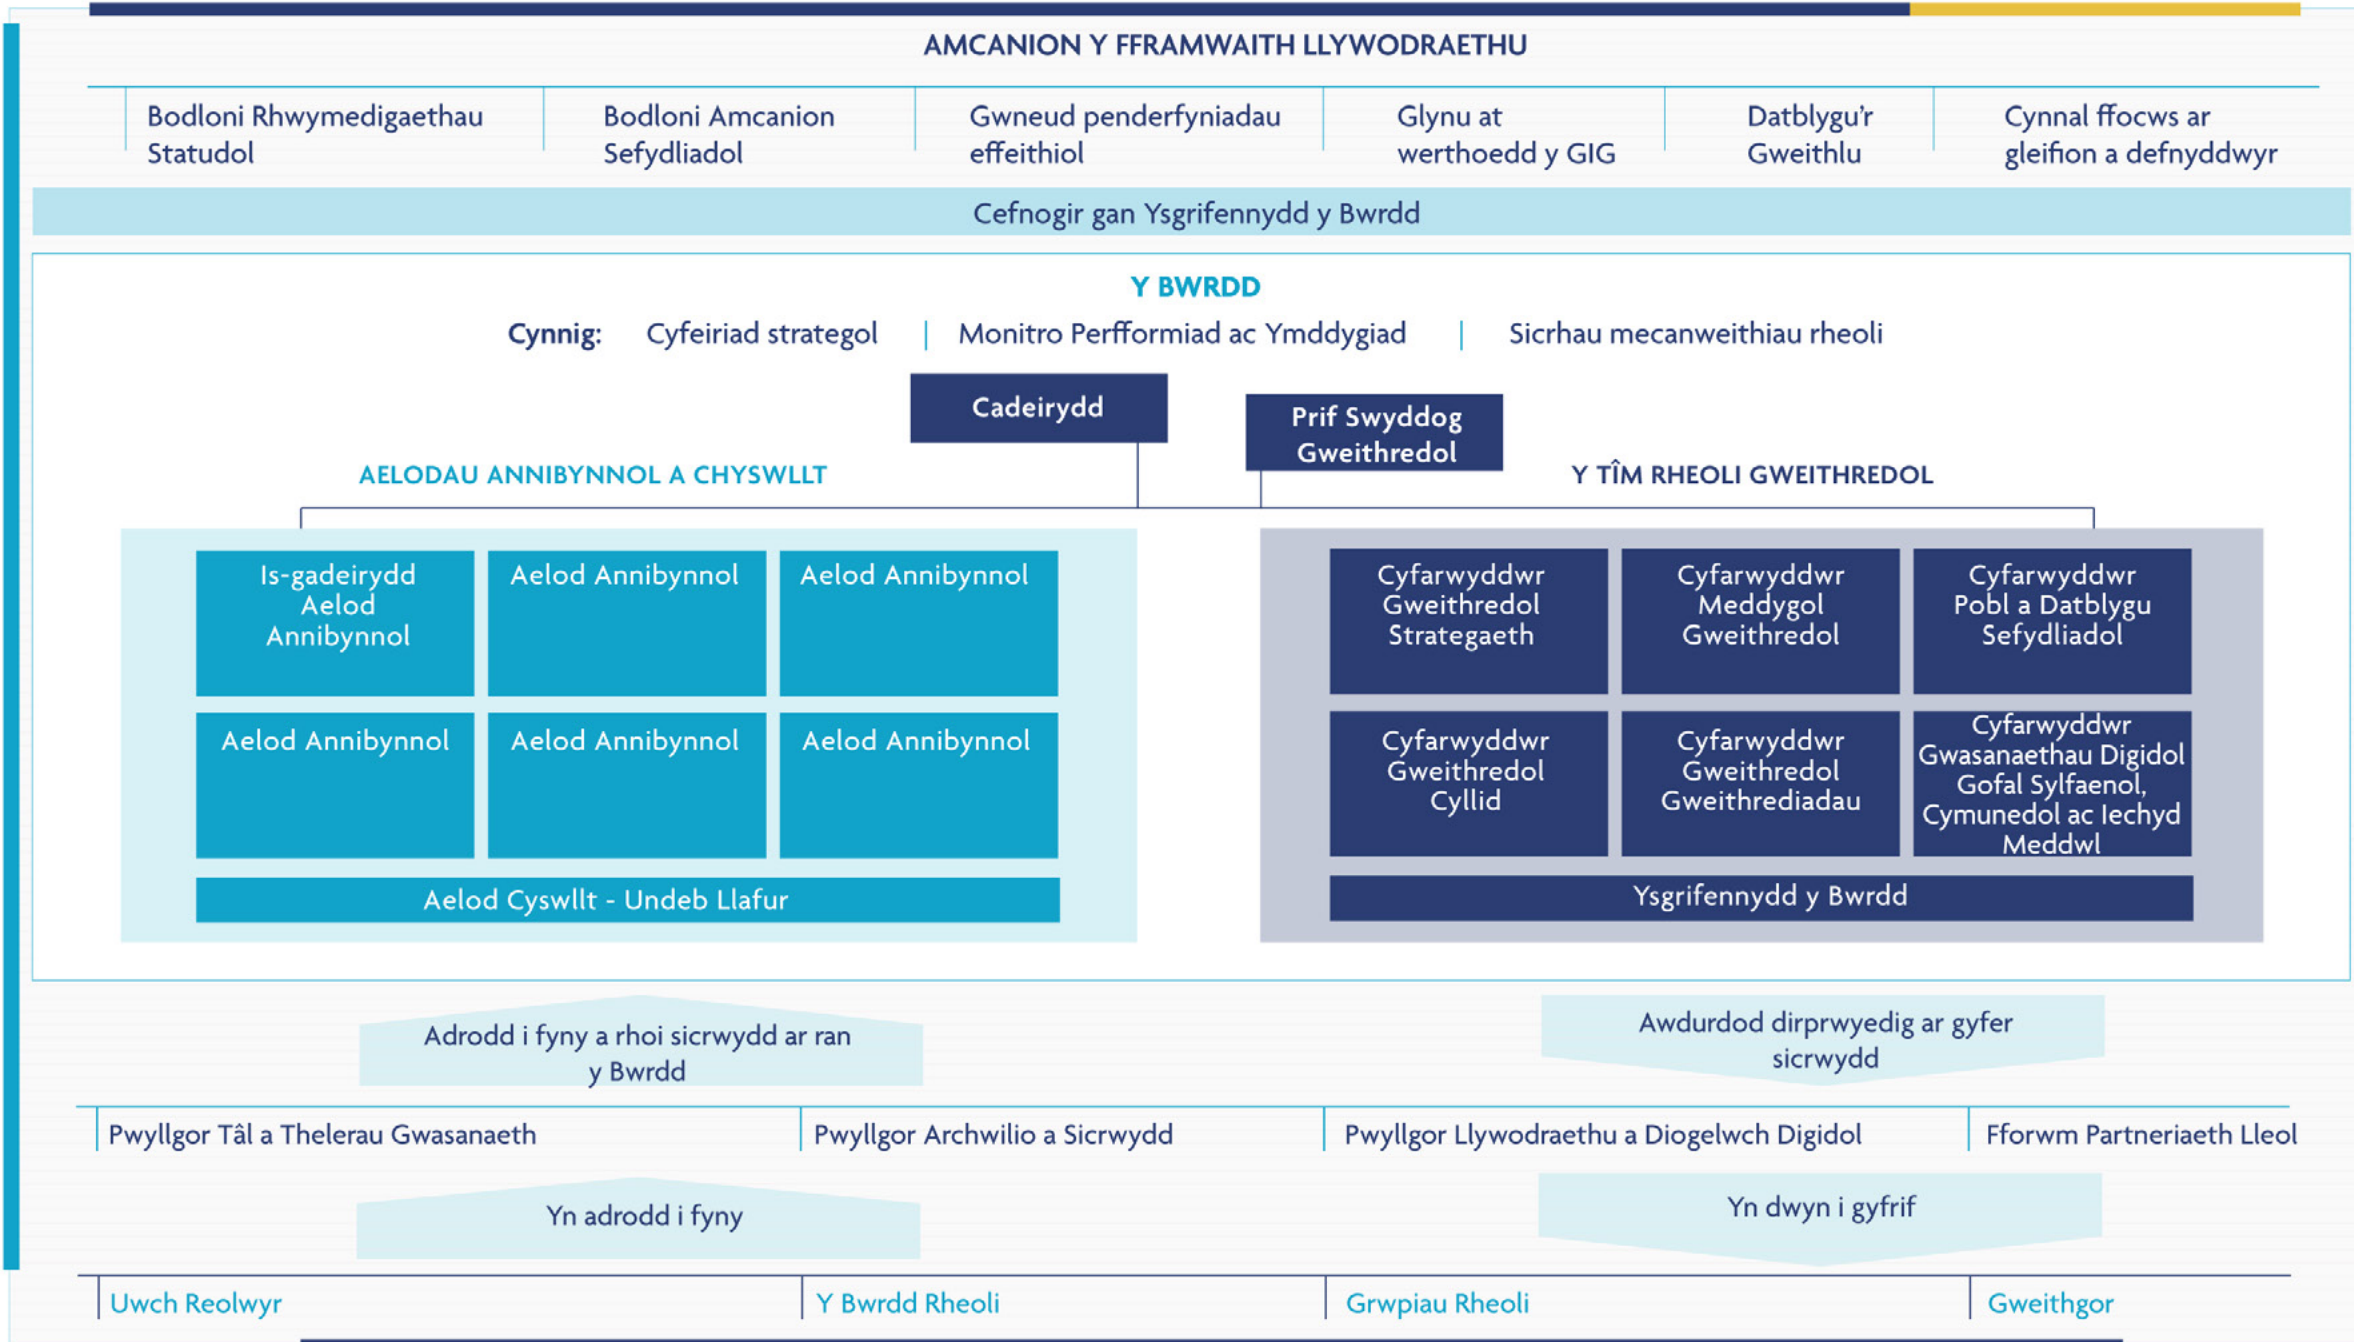 AMCANION Y FFRAMWAITH LLYWODRAETHU
Bodloni Rhwymedigaethau
Statudol
Bodloni Amcanion
Sefydliadol
Gwneud penderfyniadau
effeithiol
Glynu at
werthoedd y GIG
Datblygu’r
Gweithlu
Cynnal ffocws ar
gleifion a defnyddwyr
Cefnogir gan Ysgrifennydd y Bwrdd
Y BWRDD
Cynnig: Cyfeiriad strategol | Monitro Perfformiad ac Ymddygiad | Sicrhau mecanweithiau rheoli
Cadeirydd
Prif Swyddog
Gweithredol
AELODAU ANNIBYNNOL A CHYSWLLT
Is-gadeirydd
Aelod
Annibynnol
Aelod Annibynnol
Aelod Annibynnol
Aelod Annibynnol
Aelod Annibynnol
Aelod Annibynnol
Aelod Cyswllt - Undeb Llafur
Y TÎM RHEOLI GWEITHREDOL
Cyfarwyddwr
Gweithredol
Strategaeth
Cyfarwyddwr
Meddygol
Gweithredol
Cyfarwyddwr
Pobl a Datblygu
Sefydliadol
Cyfarwyddwr
Gweithredol
Cyllid
Cyfarwyddwr
Gweithredol
Gweithrediadau
Cyfarwyddwr
Gwasanaethau Digidol
Gofal Sylfaenol,
Cymunedol ac Iechyd
Meddwl
Ysgrifennydd y Bwrdd
Adrodd i fyny a rhoi sicrwydd ar ran
y Bwrdd
Awdurdod dirprwyedig ar gyfer
sicrwydd
Pwyllgor Tâl a Thelerau Gwasanaeth
Pwyllgor Archwilio a Sicrwydd
Pwyllgor Llywodraethu a Diogelwch Digidol
Fforwm Partneriaeth Lleol
Yn adrodd i fyny
Yn dwyn i gyfrif
Uwch Reolwyr
Y Bwrdd Rheoli
Grwpiau Rheoli
Gweithgor